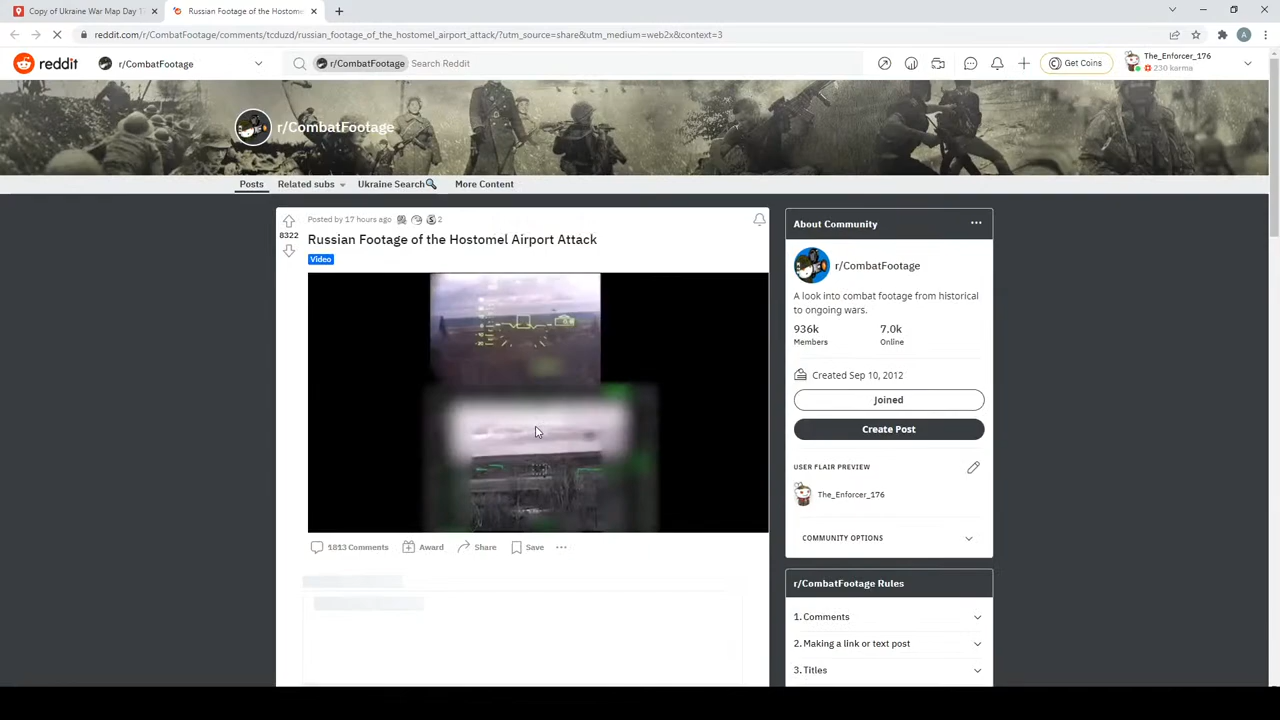 Copy of Ukraine War Map Day 1
Russian Footage of the Hostome
reddit.com/r/CombatFootage/comments/tcduzd/russian_footage_of_the_hostomel_airport_attack/?utm_source=share&utm_medium=web2x&context=3
A
reddit
r/CombatFootage
r/CombatFootage
Search Reddit
Get Coins
The_Enforcer_176
230 karma
r/CombatFootage
Posts
Related subs
Ukraine Search
More Content
8322
Posted by 17 hours ago
S 2
Russian Footage of the Hostomel Airport Attack
Video
1813 Comments
Award
Share
Save
About Community
r/CombatFootage
A look into combat footage from historical
to ongoing wars.
936k
7.0k
Members
Online
Created Sep 10, 2012
Joined
Create Post
USER FLAIR PREVIEW
The_Enforcer_176
COMMUNITY OPTIONS
r/CombatFootage Rules
1. Comments
2. Making a link or text post
3. Titles